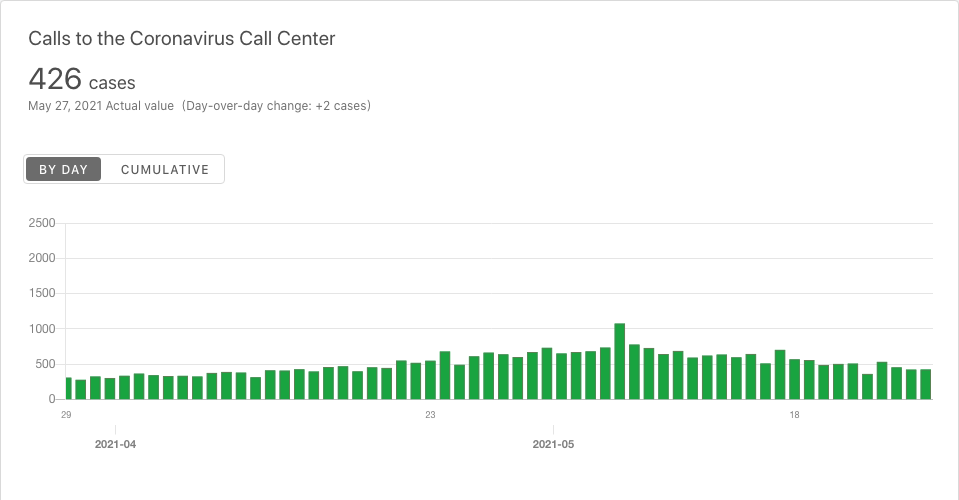 Calls to the Coronavirus Call Center
426 cases
May 27, 2021 Actual value (Day-over-day change: +2 cases)
BY DAY CUMULATIVE
2500
2000
1500
1000
500
0
29 23 18
2021-04 2021-05